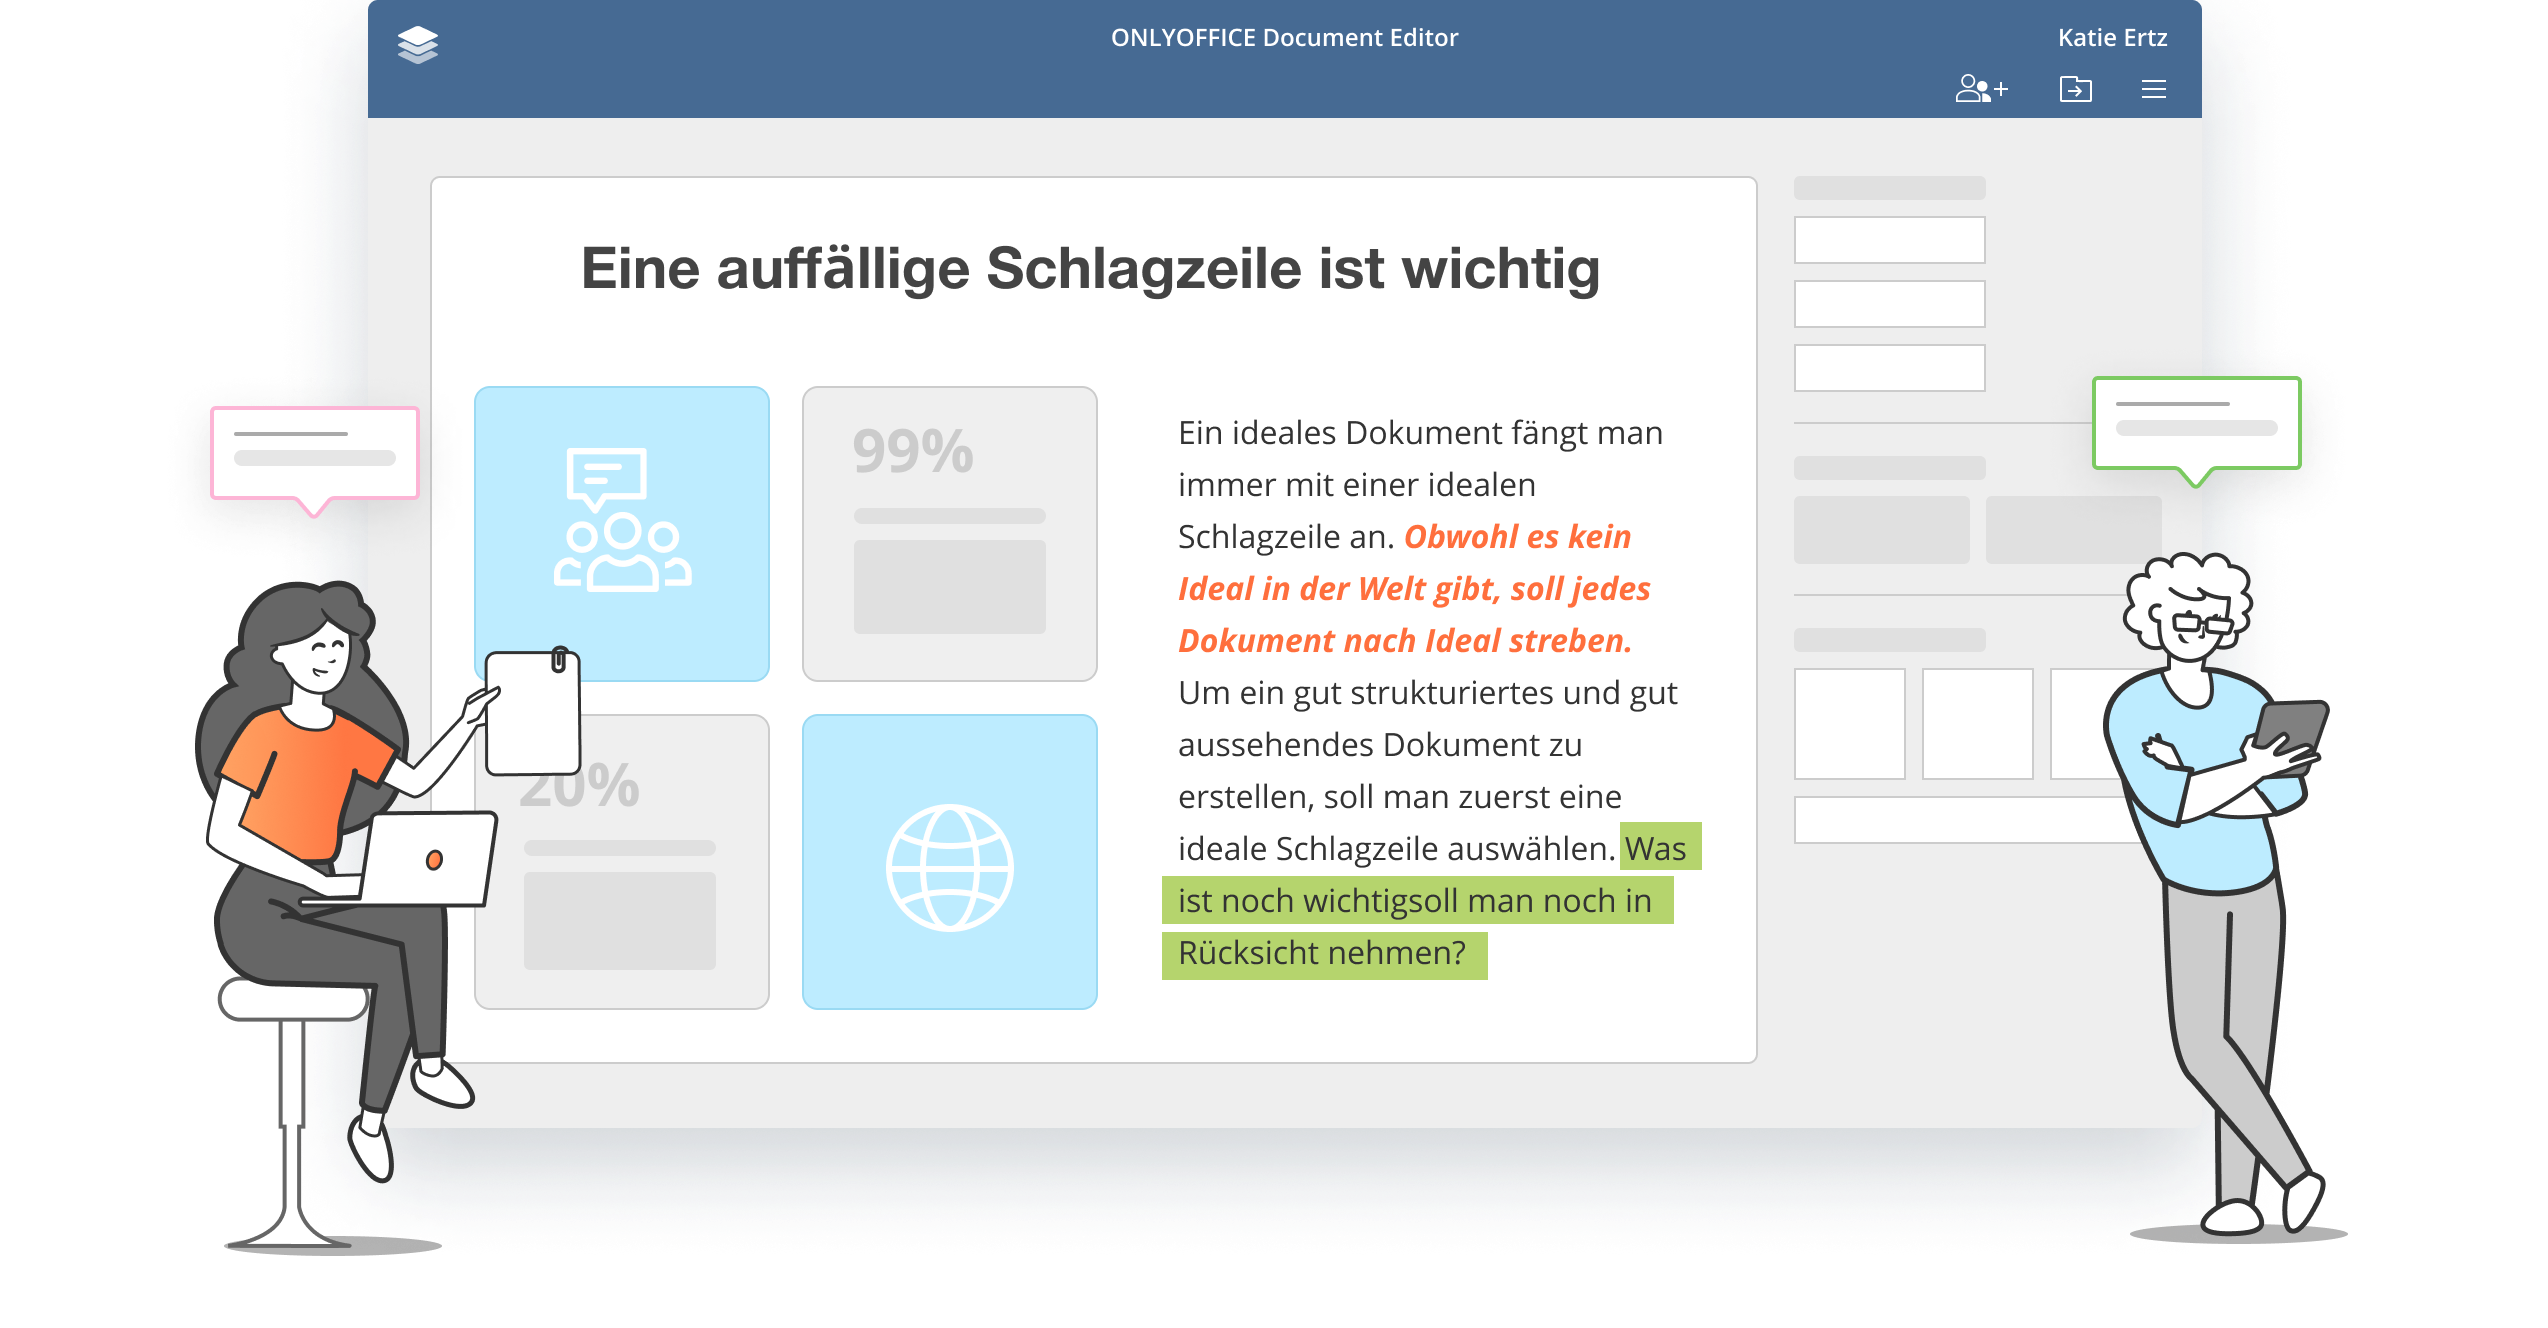 ONLYOFFICE Document Editor
Katie Ertz
Eine auffällige Schlagzeile ist wichtig
99%
20%
Ein ideales Dokument fängt man
immer mit einer idealen
Schlagzeile an. Obwohl es kein
Ideal in der Welt gibt, soll jedes
Dokument nach Ideal streben.
Um ein gut strukturiertes und gut
aussehendes Dokument zu
erstellen, soll man zuerst eine
ideale Schlagzeile auswählen. Was
ist noch wichtigsoll man noch in
Rücksicht nehmen?